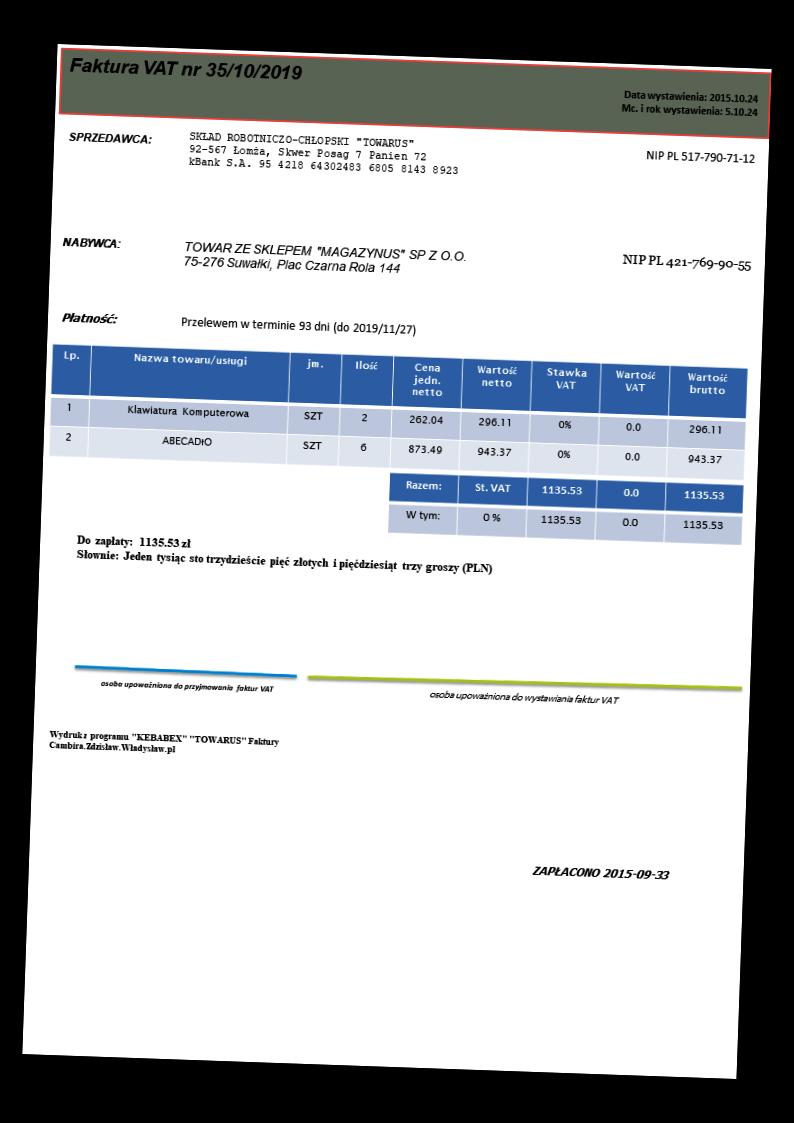 Faktura VAT nr 35/10/2019
Data wystawienia: 2015.10.24
Mc. i rok wystawienia: 5.10.24
SPRZEDAWCA: SKŁAD ROBOTNICZO-CHŁOPSKI "TOWARUS" NIP PL 517-790-71-12
92-567 Łomża, Skwer Posag 7 Panien 72
kBank S.A. 95 4218 64302483 6805 8143 8923
NABYWCA: TOWAR ZE SKLEPEM "MAGAZYNUS" SP Z O.O. NIP PL 421-769-90-55
75-276 Suwałki, Plac Czarna Rola 144
Płatność: Przelewem w terminie 93 dni (do 2019/11/27)
Lp. Nazwa towaru/usługi jm. Ilość Cena jedn. netto Wartość netto Stawka VAT Wartość VAT Wartość brutto
1 Klawiatura Komputerowa SZT 2 262.04 296.11 0% 0.0 296.11
2 ABECADŁO SZT 6 873.49 943.37 0% 0.0 943.37
Razem: St. VAT 1135.53 0.0 1135.53
W tym: 0 % 1135.53 0.0 1135.53
Do zapłaty: 1135.53 zł
Słownie: Jeden tysiąc sto trzydzieście pięć złotych i pięćdziesiąt trzy groszy (PLN)
osoba upoważniona do przyjmowania faktur VAT
osoba upoważniona do wystawiania faktur VAT
Wydruk z programu "KEBABEX" "TOWARUS" Faktury
Cambira.Zdzisław.Władysław.pl
ZAPŁACONO 2015-09-33